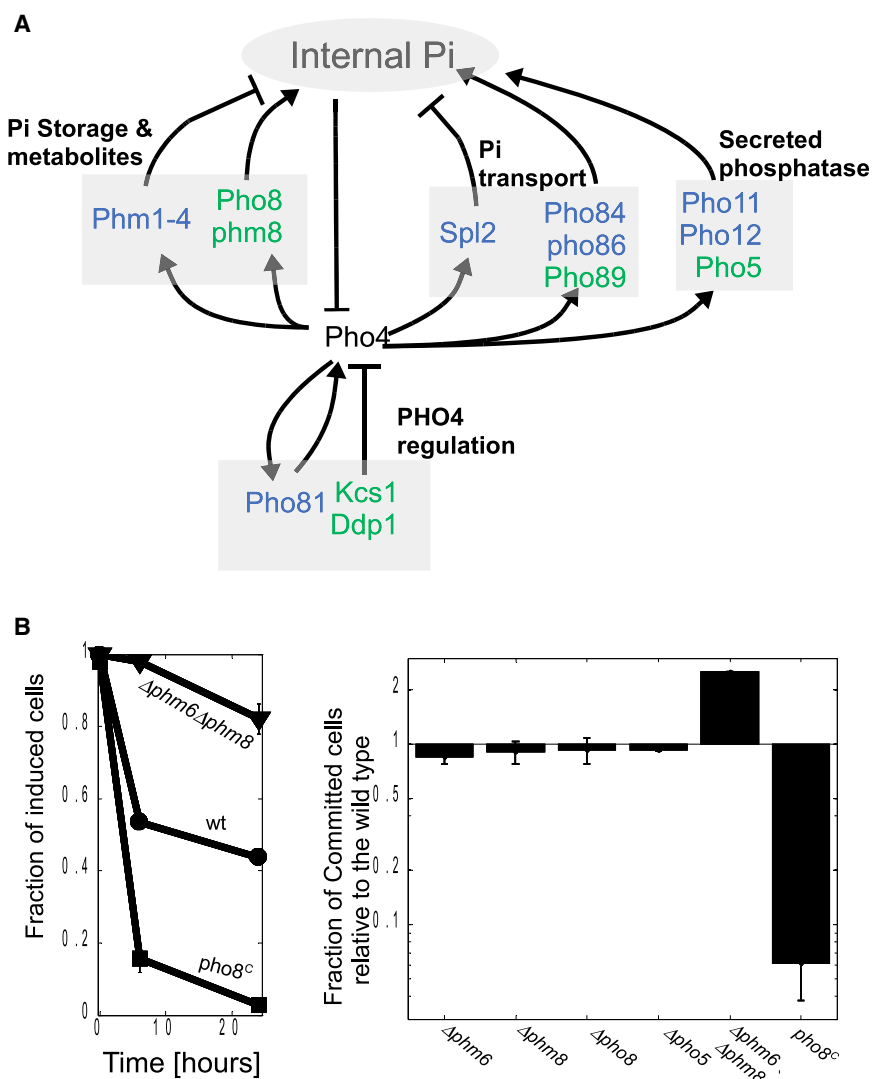 A
Internal Pi
Pi Storage &
metabolites
Pi
transport
Secreted
phosphatase
Phm1-4
Pho8
phm8
Spl2
Pho84
pho86
Pho89
Pho11
Pho12
Pho5
Pho4
PHO4
regulation
Pho81
Kcs1
Ddp1
B
Fraction of induced cells
1
0.8
0.6
0.4
0.2
0
0
10
20
Time [hours]
Δphm6Δphm8
wt
pho8c
Fraction of Committed cells
relative to the wild type
2
1
0.5
0.2
0.1
Δphm6
Δphm8
Δpho8
Δpho5
Δphm6
Δphm8
pho8c